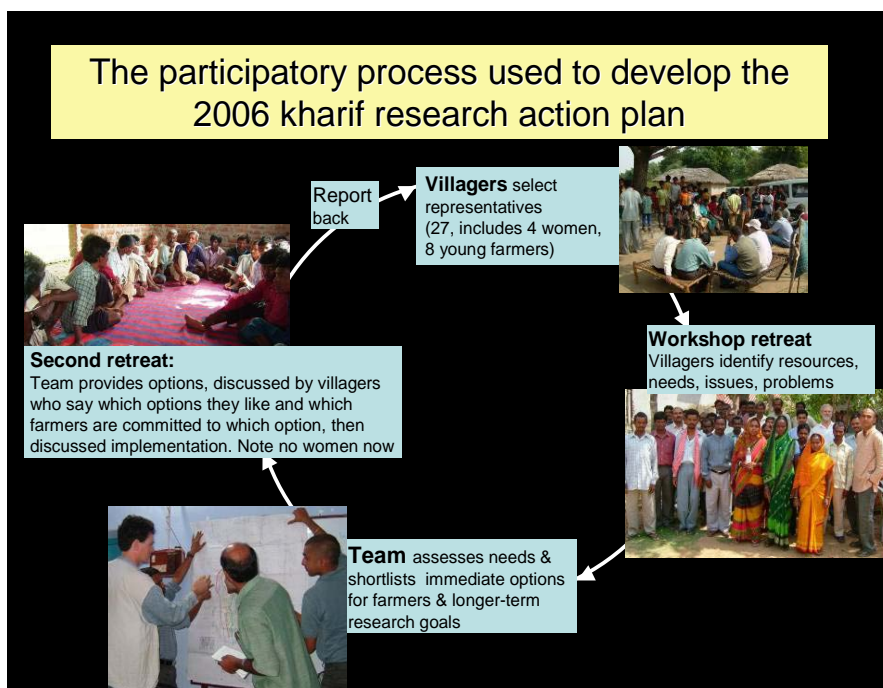 The participatory process used to develop the
2006 kharif research action plan
Report
back
Villagers select
representatives
(27, includes 4 women,
8 young farmers)
Workshop retreat
Villagers identify resources,
needs, issues, problems
Team assesses needs &
shortlists immediate options
for farmers & longer-term
research goals
Second retreat:
Team provides options, discussed by villagers
who say which options they like and which
farmers are committed to which option, then
discussed implementation. Note no women now